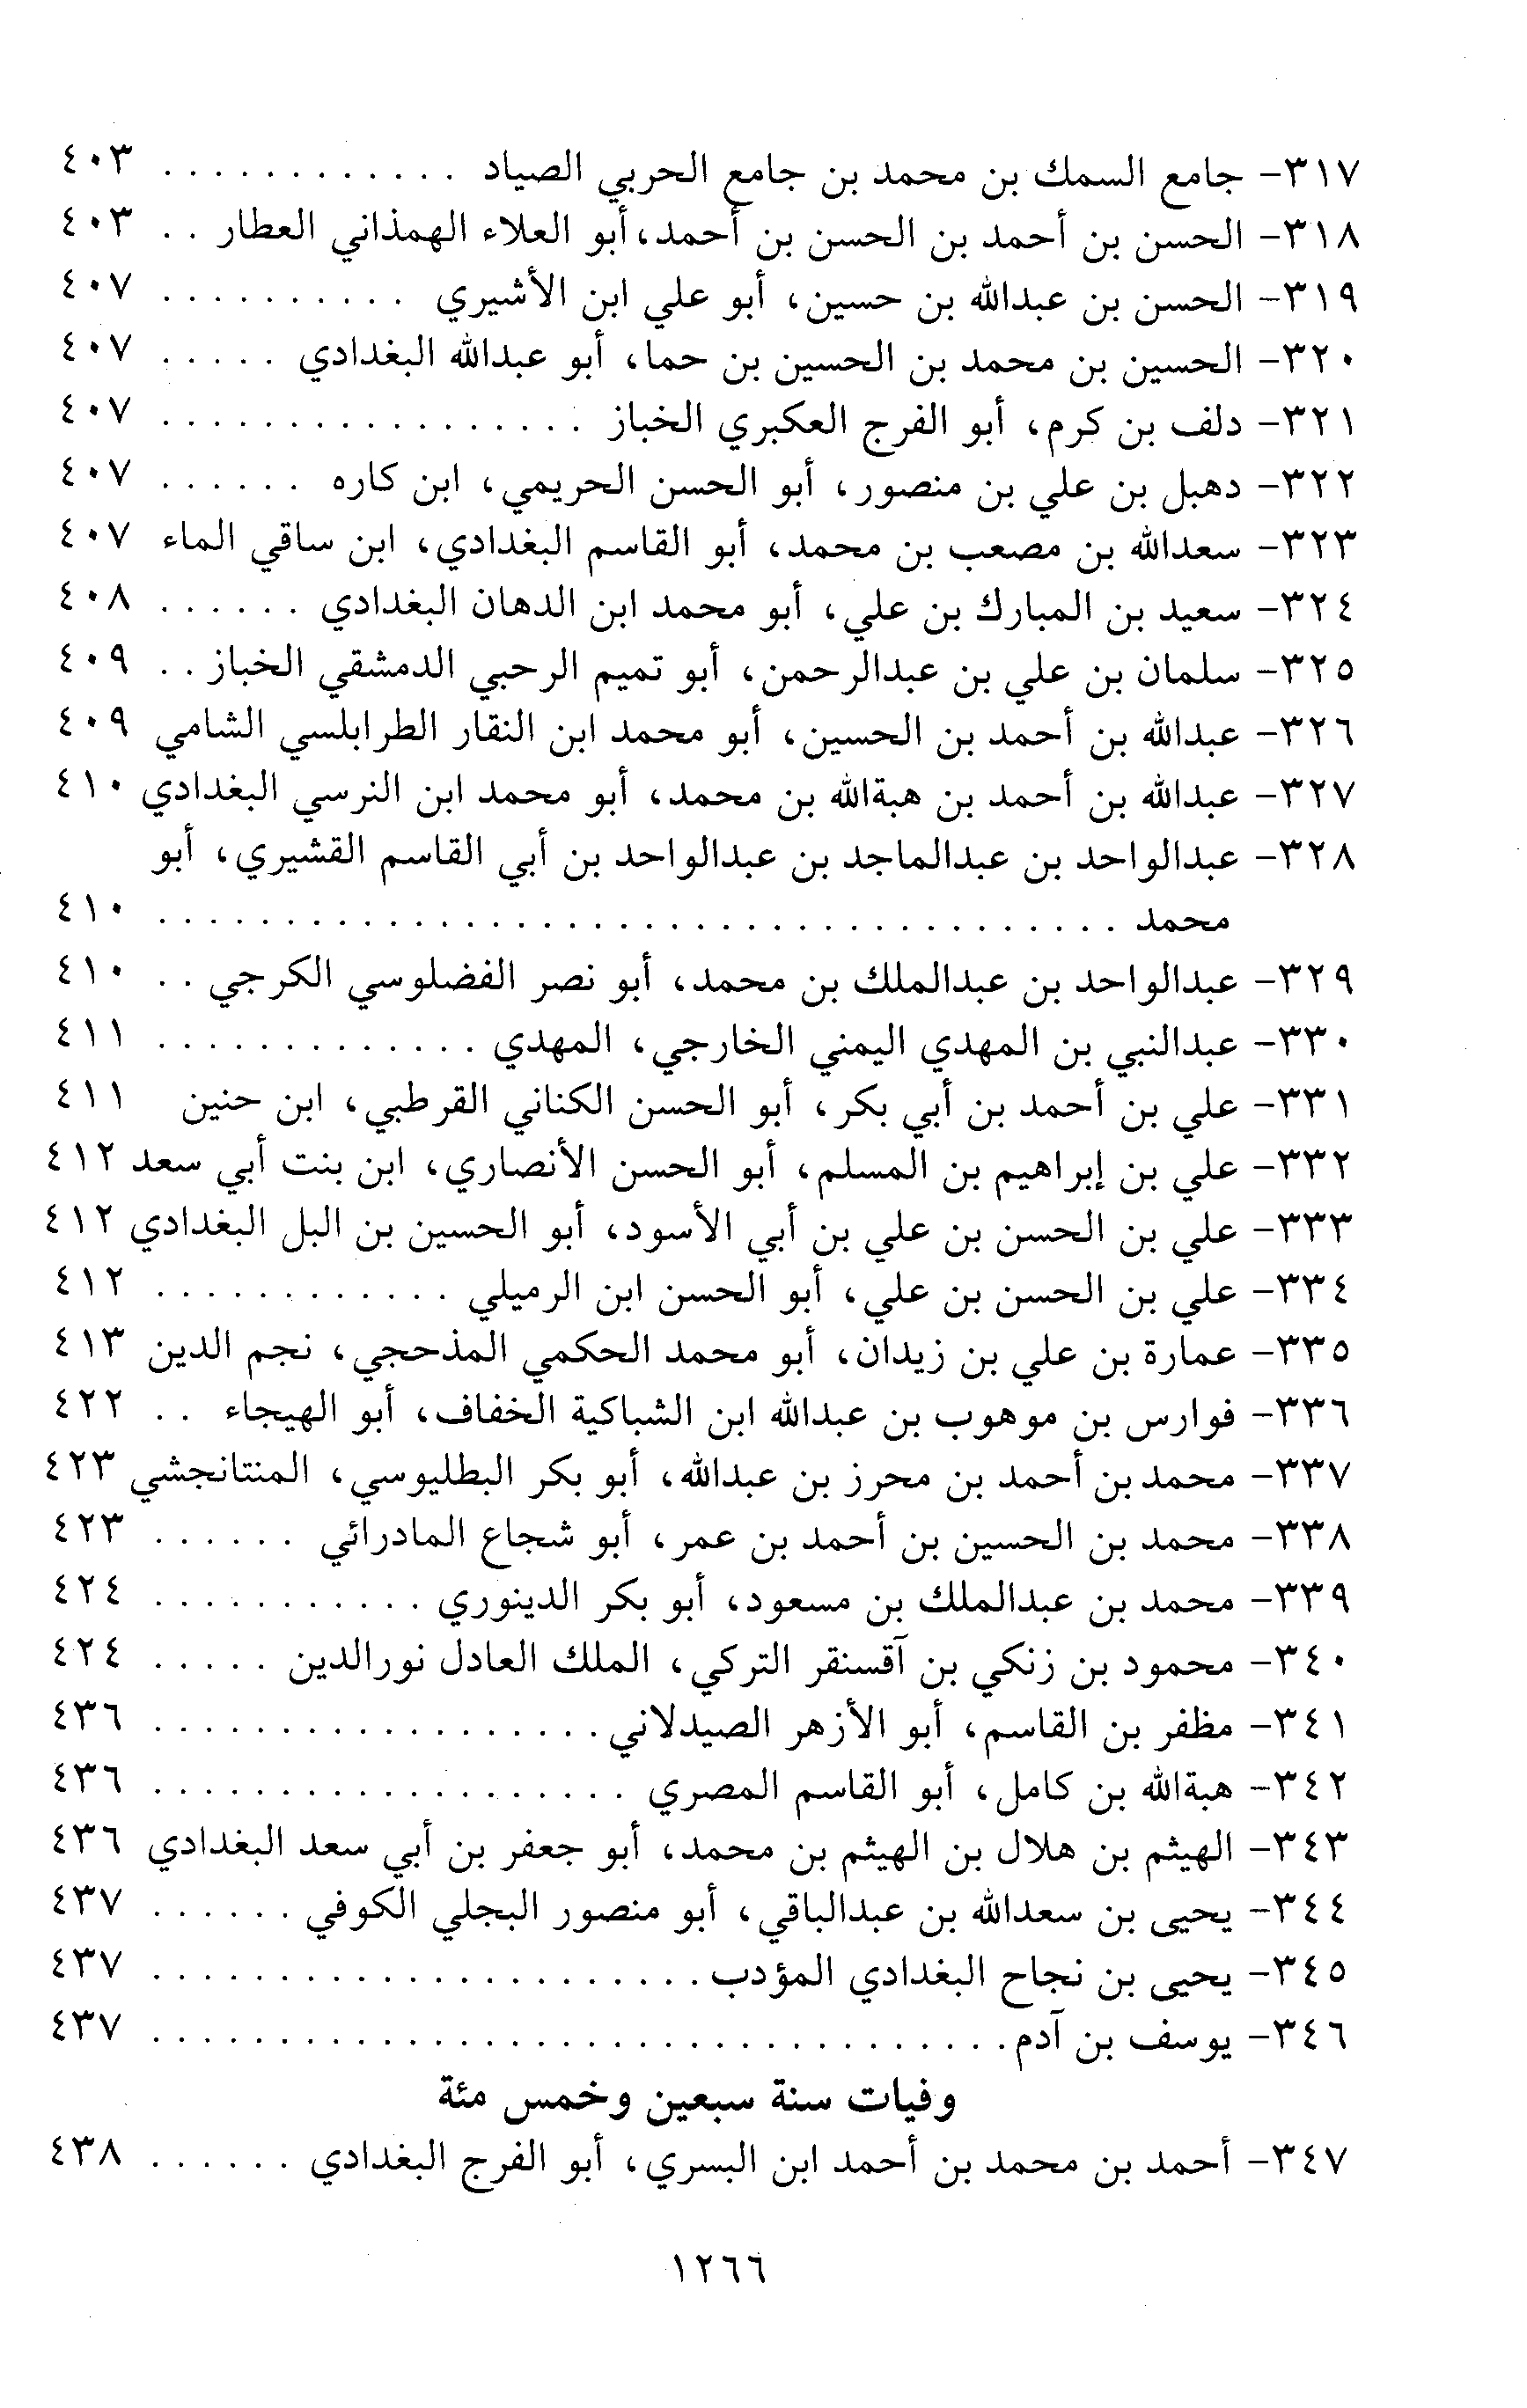 ٣١٧- جامع السمك بن محمد بن جامع الحربي الصياد . . . . . . . . . . . . ٤٠٣
٣١٨- الحسن بن أحمد بن الحسن بن أحمد، أبو العلاء الهمذاني العطار . . ٤٠٣
٣١٩- الحسن بن عبدالله بن حسين، أبو علي ابن الأشيري . . . . . . . . . . ٤٠٧
٣٢٠- الحسين بن محمد بن الحسين بن حما، أبو عبدالله البغدادي . . . . . ٤٠٧
٣٢١- دلف بن كرم، أبو الفرج العكبري الخباز . . . . . . . . . . . . . . . . . ٤٠٧
٣٢٢- دهبل بن علي بن منصور، أبو الحسن الحريمي، ابن كاره . . . . . . . ٤٠٧
٣٢٣- سعدالله بن مصعب بن محمد، أبو القاسم البغدادي، ابن ساقي الماء ٤٠٧
٣٢٤- سعيد بن المبارك بن علي، أبو محمد ابن الدهان البغدادي . . . . . . ٤٠٨
٣٢٥- سلمان بن علي بن عبدالرحمن، أبو تميم الرحبي الدمشقي الخباز . . ٤٠٩
٣٢٦- عبدالله بن أحمد بن الحسين، أبو محمد ابن النقار الطرابلسي الشامي ٤٠٩
٣٢٧- عبدالله بن أحمد بن هبةالله بن محمد، أبو محمد ابن النرسي البغدادي ٤١٠
٣٢٨- عبدالواحد بن عبدالماجد بن عبدالواحد بن أبي القاسم القشيري، أبو
محمد . . . . . . . . . . . . . . . . . . . . . . . . . . . . . . . . . . . . . . ٤١٠
٣٢٩- عبدالواحد بن عبدالملك بن محمد، أبو نصر الفضلوسي الكرجي . . ٤١٠
٣٣٠- عبدالنبي بن المهدي اليمني الخارجي، المهدي . . . . . . . . . . . . . ٤١١
٣٣١- علي بن أحمد بن أبي بكر، أبو الحسن الكناني القرطبي، ابن حنين ٤١١
٣٣٢- علي بن إبراهيم بن المسلم، أبو الحسن الأنصاري، ابن بنت أبي سعد ٤١٢
٣٣٣- علي بن الحسن بن علي بن أبي الأسود، أبو الحسين بن البل البغدادي ٤١٢
٣٣٤- علي بن الحسن بن علي، أبو الحسن ابن الرميلي . . . . . . . . . . . . ٤١٢
٣٣٥- عمارة بن علي بن زيدان، أبو محمد الحكمي المذحجي، نجم الدين ٤١٣
٣٣٦- فوارس بن موهوب بن عبدالله ابن الشباكية الخفاف، أبو الهيجاء . . ٤٢٢
٣٣٧- محمد بن أحمد بن محرز بن عبدالله، أبو بكر البطليوسي، المنتانجشي ٤٢٣
٣٣٨- محمد بن الحسين بن أحمد بن عمر، أبو شجاع المادرائي . . . . . . ٤٢٣
٣٣٩- محمد بن عبدالملك بن مسعود، أبو بكر الدينوري . . . . . . . . . . . ٤٢٤
٣٤٠- محمود بن زنكي بن آقسنقر التركي، الملك العادل نورالدين . . . . . ٤٢٤
٣٤١- مظفر بن القاسم، أبو الأزهر الصيدلاني . . . . . . . . . . . . . . . . . . ٤٣٦
٣٤٢- هبةالله بن كامل، أبو القاسم المصري . . . . . . . . . . . . . . . . . . . ٤٣٦
٣٤٣- الهيثم بن هلال بن الهيثم بن محمد، أبو جعفر بن أبي سعد البغدادي ٤٣٦
٣٤٤- يحيى بن سعدالله بن عبدالباقي، أبو منصور البجلي الكوفي . . . . . . ٤٣٧
٣٤٥- يحيى بن نجاح البغدادي المؤدب . . . . . . . . . . . . . . . . . . . . . . ٤٣٧
٣٤٦- يوسف بن آدم . . . . . . . . . . . . . . . . . . . . . . . . . . . . . . . . . . ٤٣٧
وفيات سنة سبعين وخمس مئة
٣٤٧- أحمد بن محمد بن أحمد ابن البسري، أبو الفرج البغدادي . . . . . . ٤٣٨
١٢٦٦